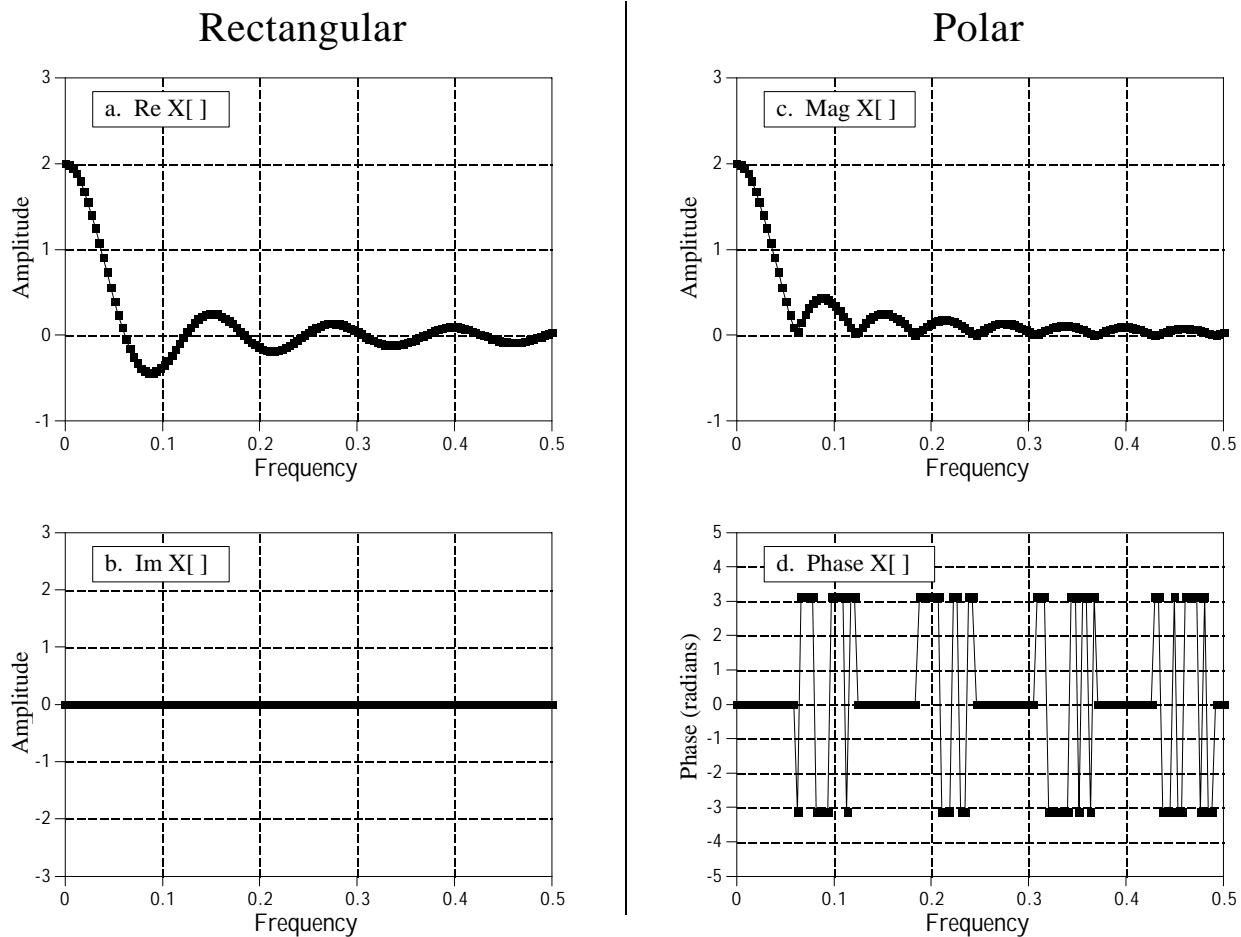 Rectangular
Polar
a. Re X[ ]
3
2
1
0
-1
Amplitude
0 0.1 0.2 0.3 0.4 0.5
Frequency
c. Mag X[ ]
3
2
1
0
-1
Amplitude
0 0.1 0.2 0.3 0.4 0.5
Frequency
b. Im X[ ]
3
2
1
0
-1
-2
-3
Amplitude
0 0.1 0.2 0.3 0.4 0.5
Frequency
d. Phase X[ ]
5
4
3
2
1
0
-1
-2
-3
-4
-5
Phase (radians)
0 0.1 0.2 0.3 0.4 0.5
Frequency